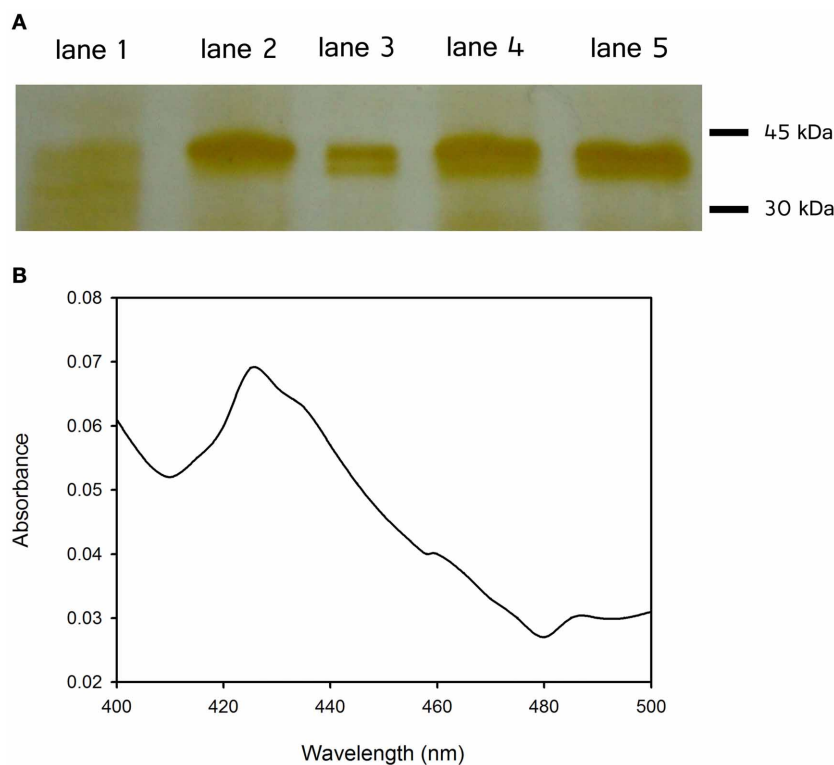 A
lane 1 lane 2 lane 3 lane 4 lane 5
45 kDa
30 kDa
B
0.08
0.07
0.06
0.05
0.04
0.03
0.02
Absorbance
400 420 440 460 480 500
Wavelength (nm)